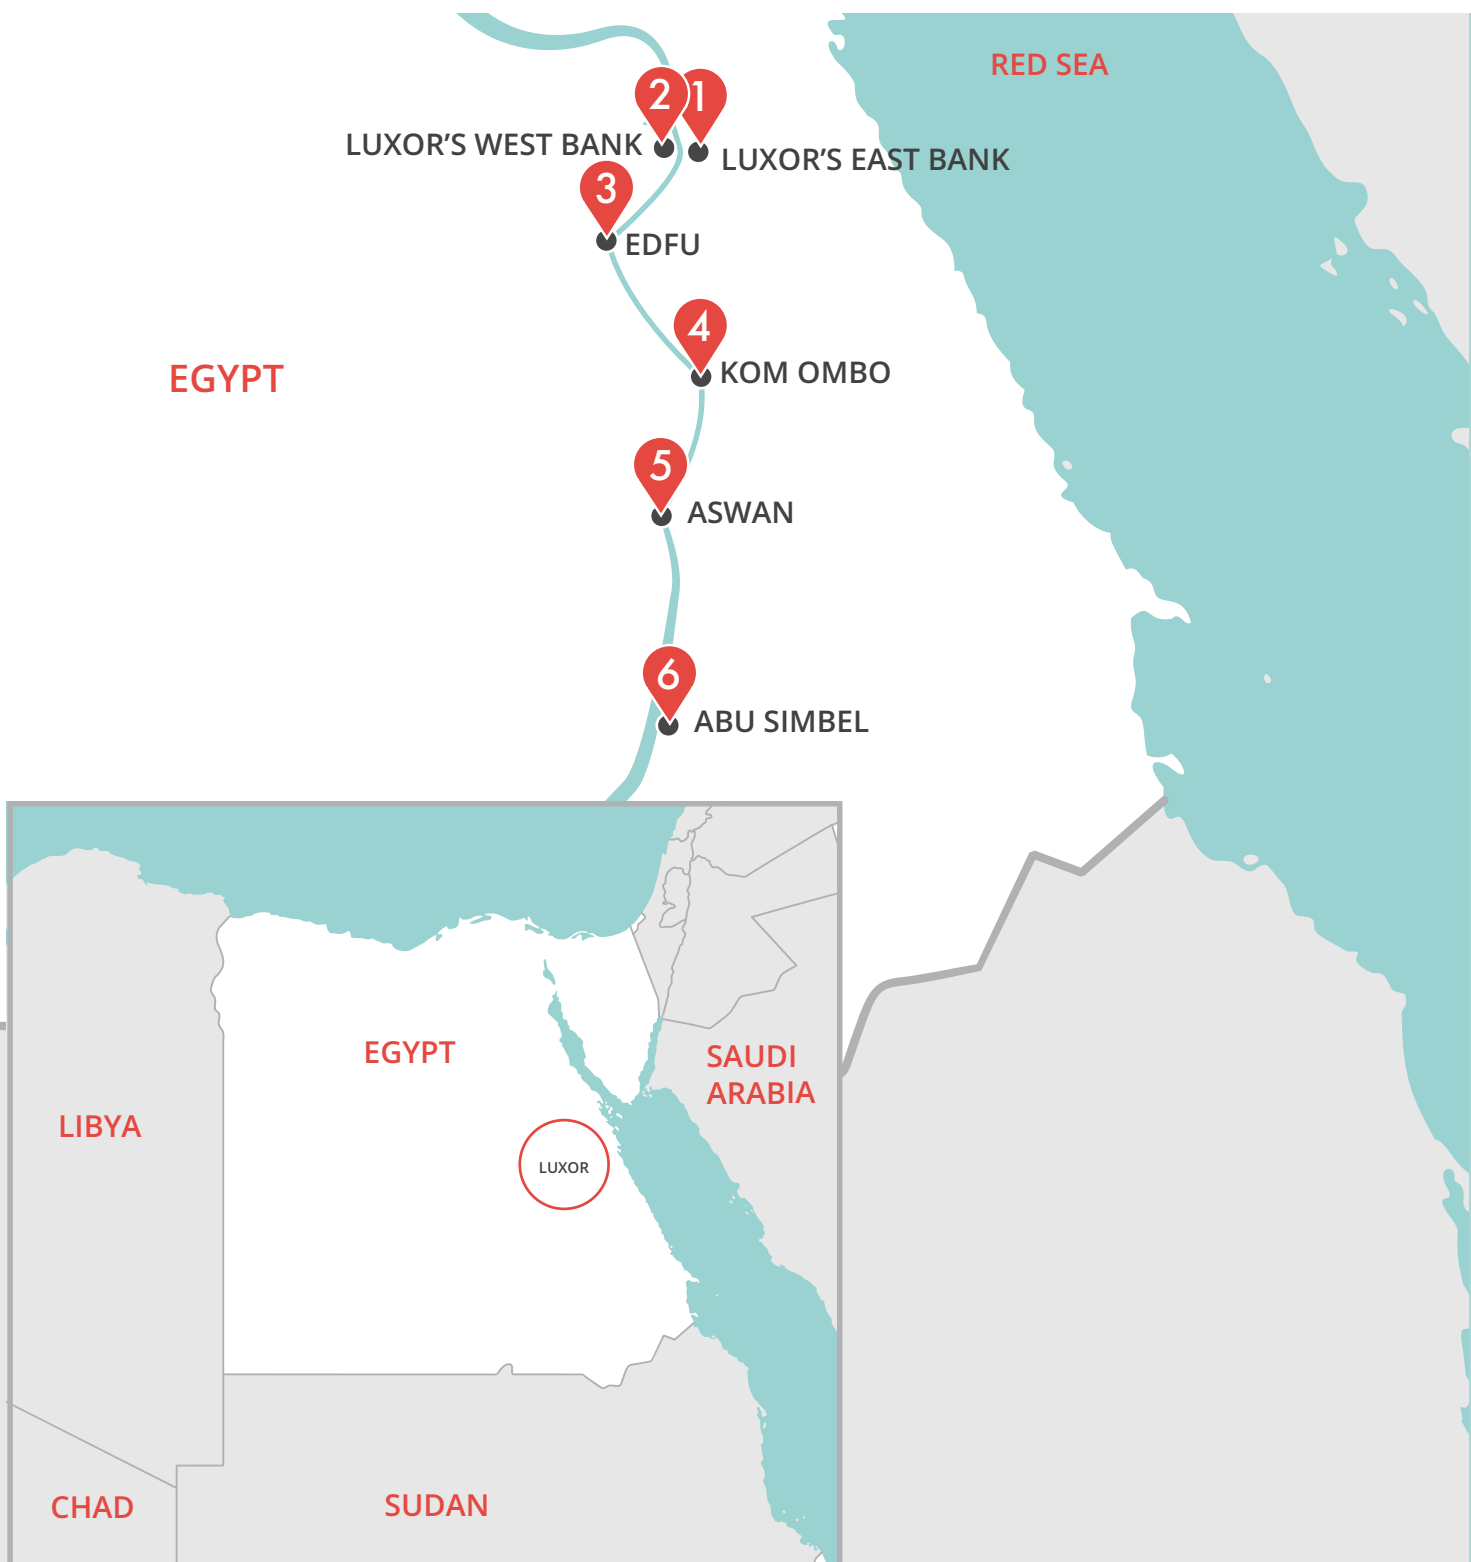 RED SEA
2
1
LUXOR’S WEST BANK
LUXOR’S EAST BANK
3
EDFU
4
KOM OMBO
EGYPT
5
ASWAN
6
ABU SIMBEL
EGYPT
SAUDI
ARABIA
LIBYA
LUXOR
CHAD
SUDAN